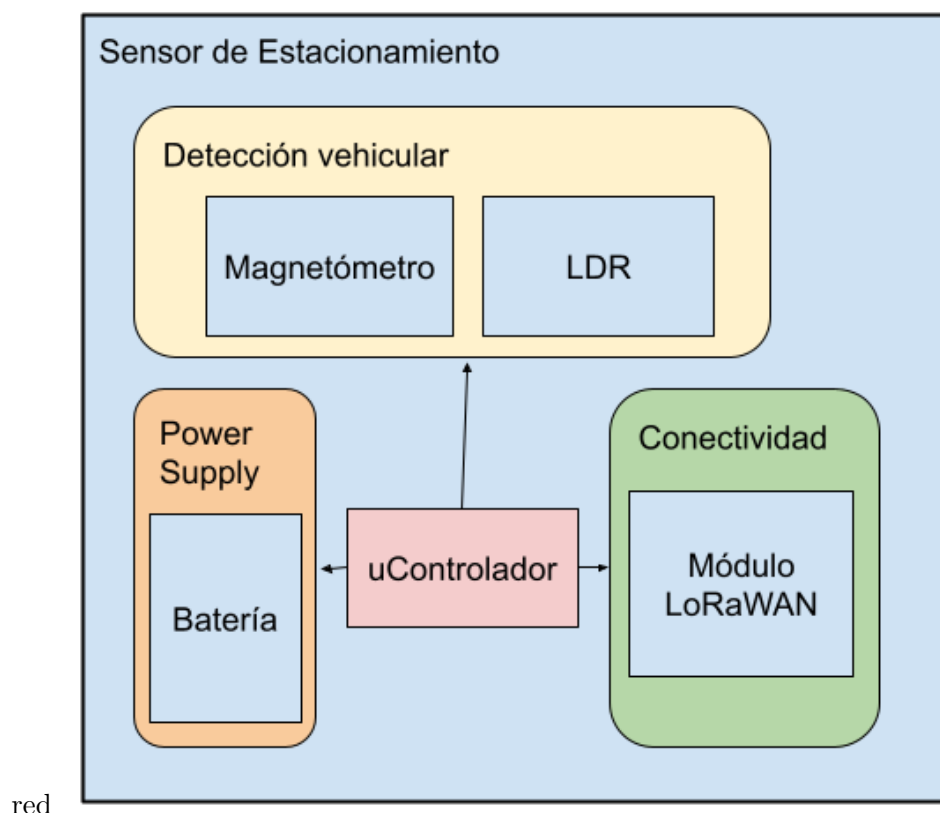 Sensor de Estacionamiento
Detección vehicular
Magnetómetro
LDR
Power
Supply
Batería
uControlador
Conectividad
Módulo
LoRaWAN
red